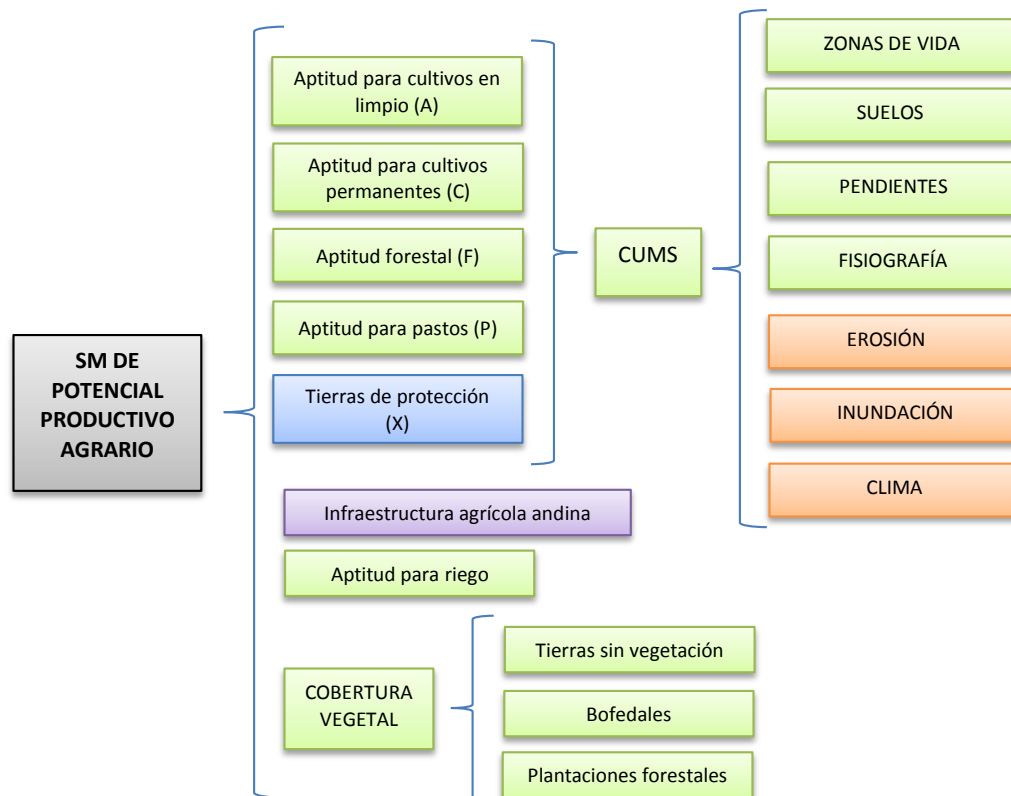 SM DE
POTENCIAL
PRODUCTIVO
AGRARIO
Aptitud para cultivos en
limpio (A)
Aptitud para cultivos
permanentes (C)
Aptitud forestal (F)
Aptitud para pastos (P)
Tierras de protección
(X)
CUMS
ZONAS DE VIDA
SUELOS
PENDIENTES
FISIOGRAFÍA
EROSIÓN
INUNDACIÓN
CLIMA
Infraestructura agrícola andina
Aptitud para riego
COBERTURA
VEGETAL
Tierras sin vegetación
Bofedales
Plantaciones forestales